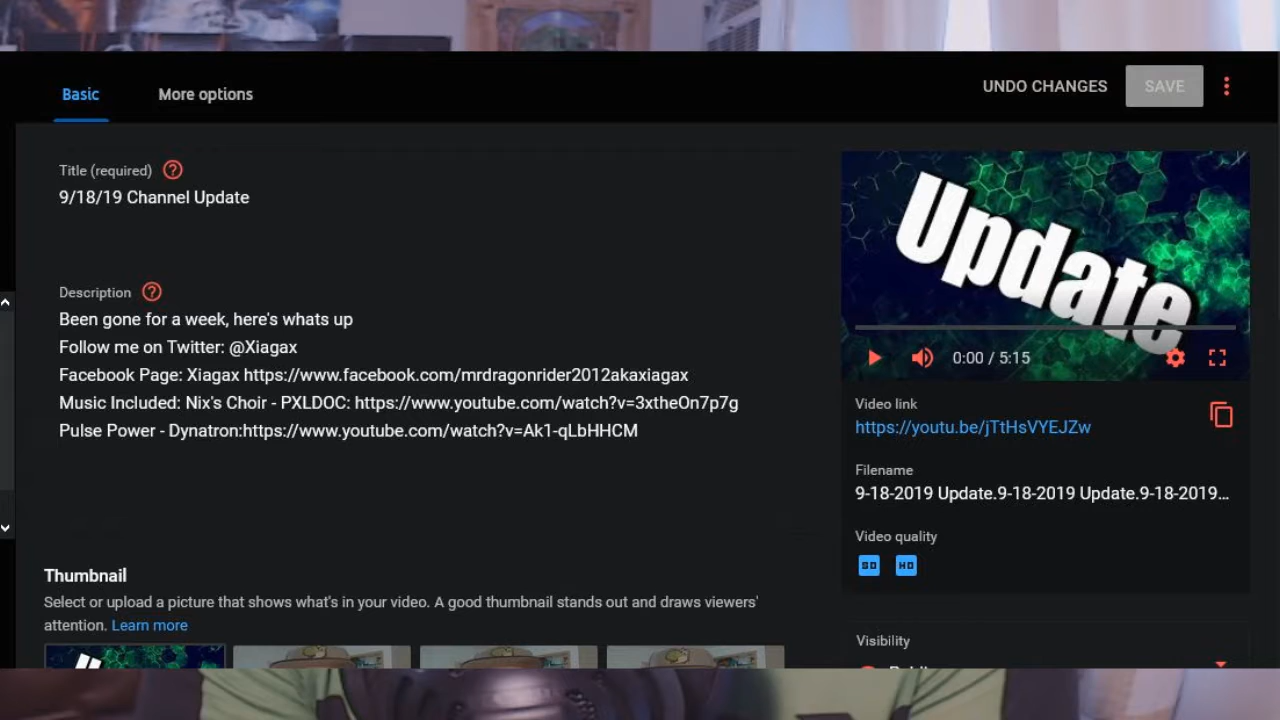 Basic
More options
UNDO CHANGES
SAVE
Title (required)
9/18/19 Channel Update
Description
Been gone for a week, here's whats up
Follow me on Twitter: @Xiagax
Facebook Page: Xiagax https://www.facebook.com/mrdragonrider2012akaxiagax
Music Included: Nix's Choir - PXLDOC: https://www.youtube.com/watch?v=3xtheOn7p7g
Pulse Power - Dynatron:https://www.youtube.com/watch?v=Ak1-qLbHHCM
Thumbnail
Select or upload a picture that shows what's in your video. A good thumbnail stands out and draws viewers'
attention. Learn more
Update
0:00 / 5:15
Video link
https://youtu.be/jTtHsVYEJZw
Filename
9-18-2019 Update.9-18-2019 Update.9-18-2019...
Video quality
SD HD
Visibility